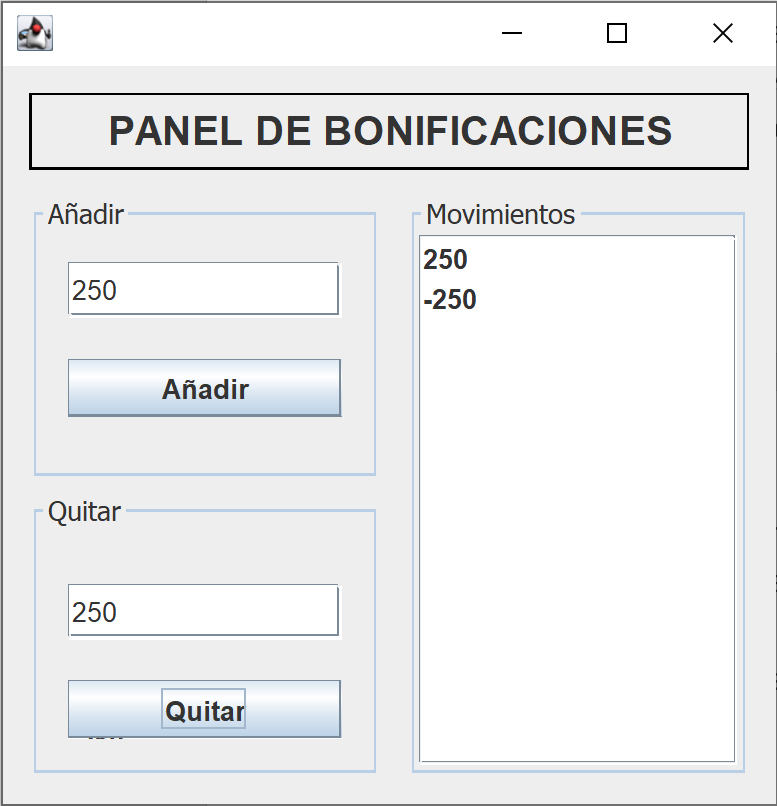 PANEL DE BONIFICACIONES
Añadir
250
Añadir
Quitar
250
Quitar
Movimientos
250
-250